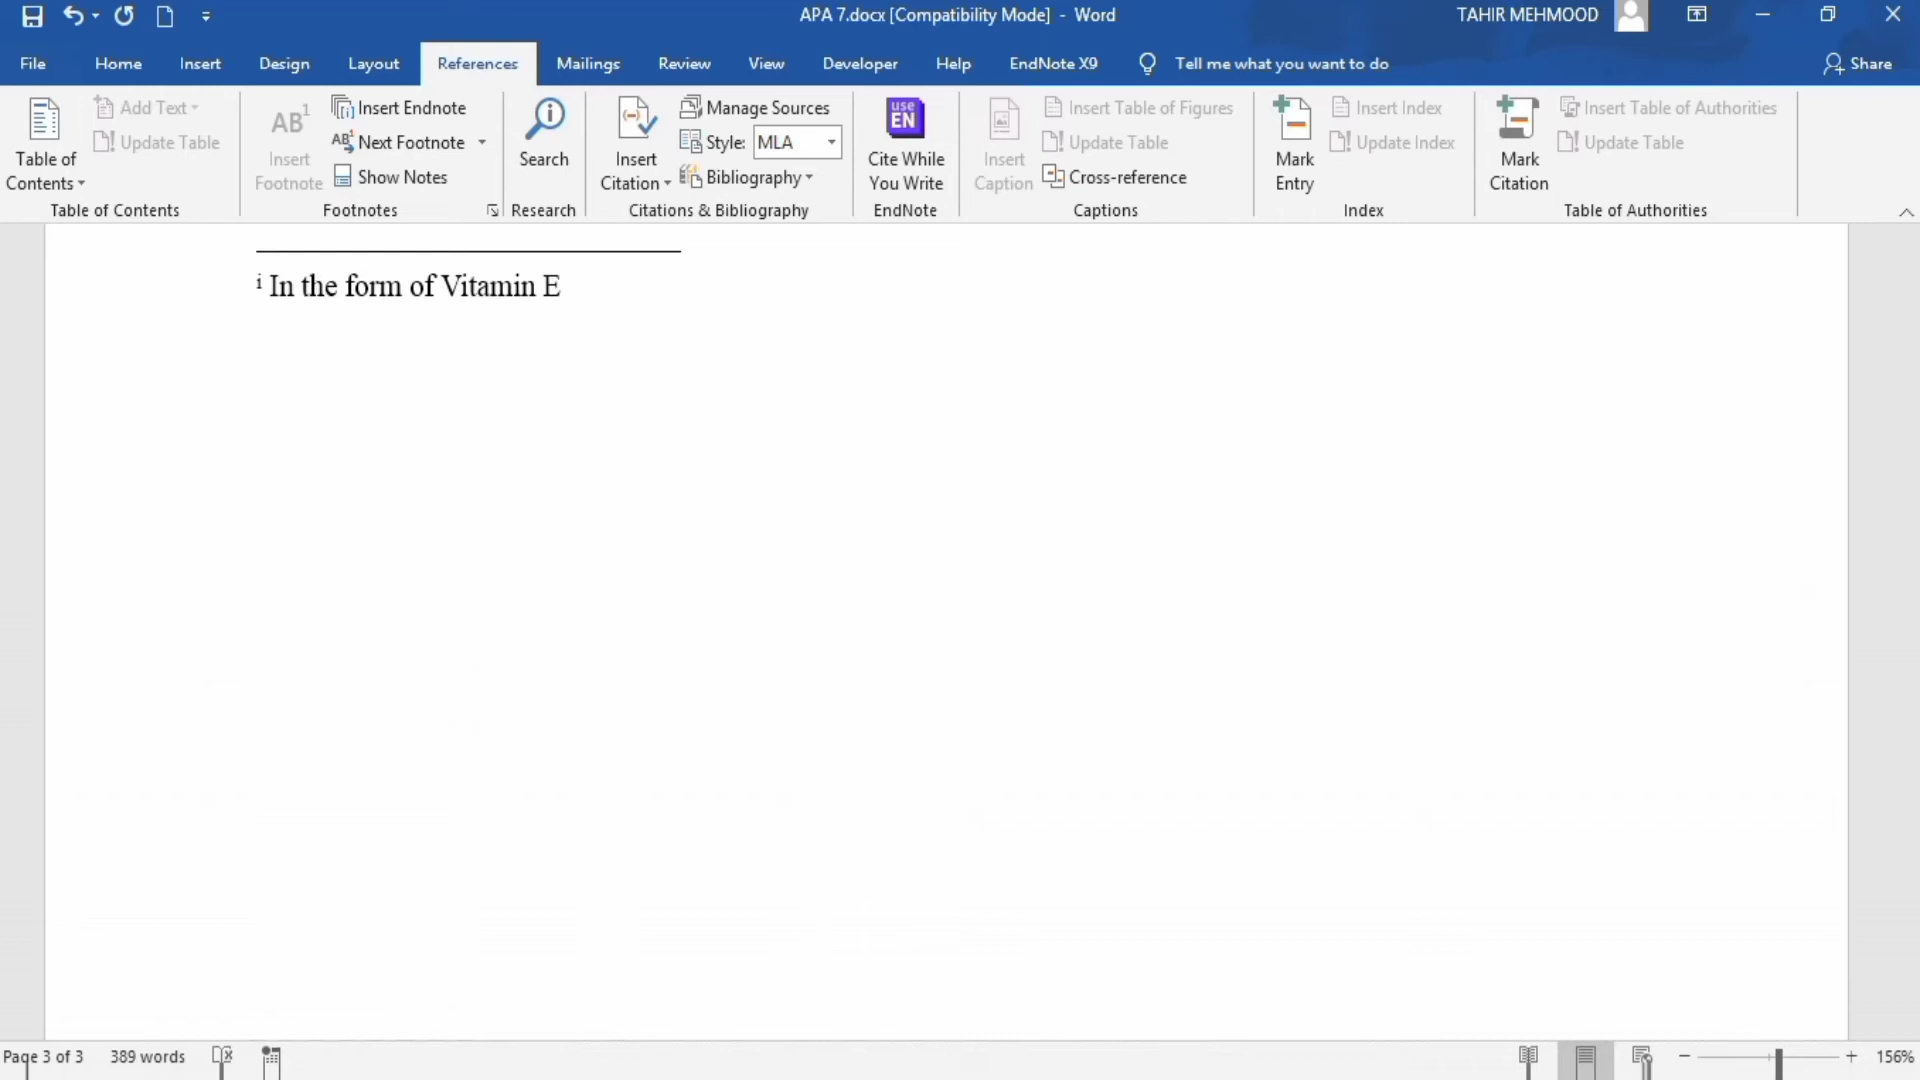 APA 7.docx [Compatibility Mode] - Word
TAHIR MEHMOOD
File Home Insert Design Layout References Mailings Review View Developer Help EndNote X9 Tell me what you want to do Share
Table of Contents
Add Text
Update Table
Table of Contents
AB1
Insert Footnote
Insert Endnote
AB1 Next Footnote
Show Notes
Footnotes
Search
Research
Insert Citation
Manage Sources
Style: MLA
Bibliography
Citations & Bibliography
use
EN
Cite While You Write
EndNote
Insert Caption
Insert Table of Figures
Update Table
Cross-reference
Captions
Mark Entry
Insert Index
Update Index
Index
Mark Citation
Insert Table of Authorities
Update Table
Table of Authorities
i In the form of Vitamin E
Page 3 of 3 389 words 156%